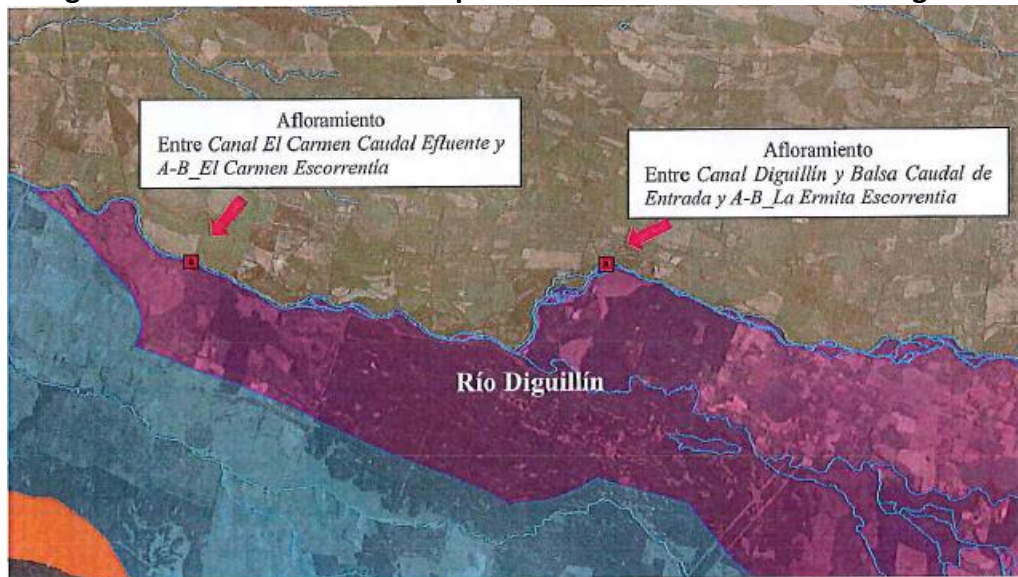 Afloramiento
Entre Canal El Carmen Caudal Efluente y
A-B_El Carmen Escorrentía
Afloramiento
Entre Canal Diguillín y Balsa Caudal de
Entrada y A-B_La Ermita Escorrentia
Río Diguillín